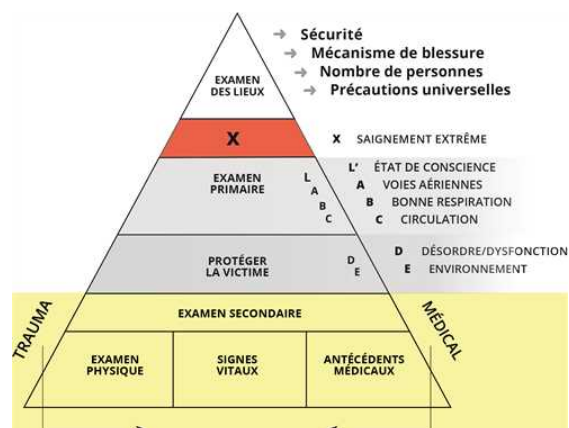 → Sécurité
→ Mécanisme de blessure
→ Nombre de personnes
→ Précautions universelles
EXAMEN
DES LIEUX
X
X SAIGNEMENT EXTRÊME
EXAMEN
PRIMAIRE
L
A
B
C
L' ÉTAT DE CONSCIENCE
A VOIES AÉRIENNES
B BONNE RESPIRATION
C CIRCULATION
PROTÉGER
LA VICTIME
D
E
D DÉSORDRE/DYSFONCTION
E ENVIRONNEMENT
TRAUMA
MÉDICAL
EXAMEN SECONDAIRE
EXAMEN
PHYSIQUE
SIGNES
VITAUX
ANTÉCÉDENTS
MÉDICAUX